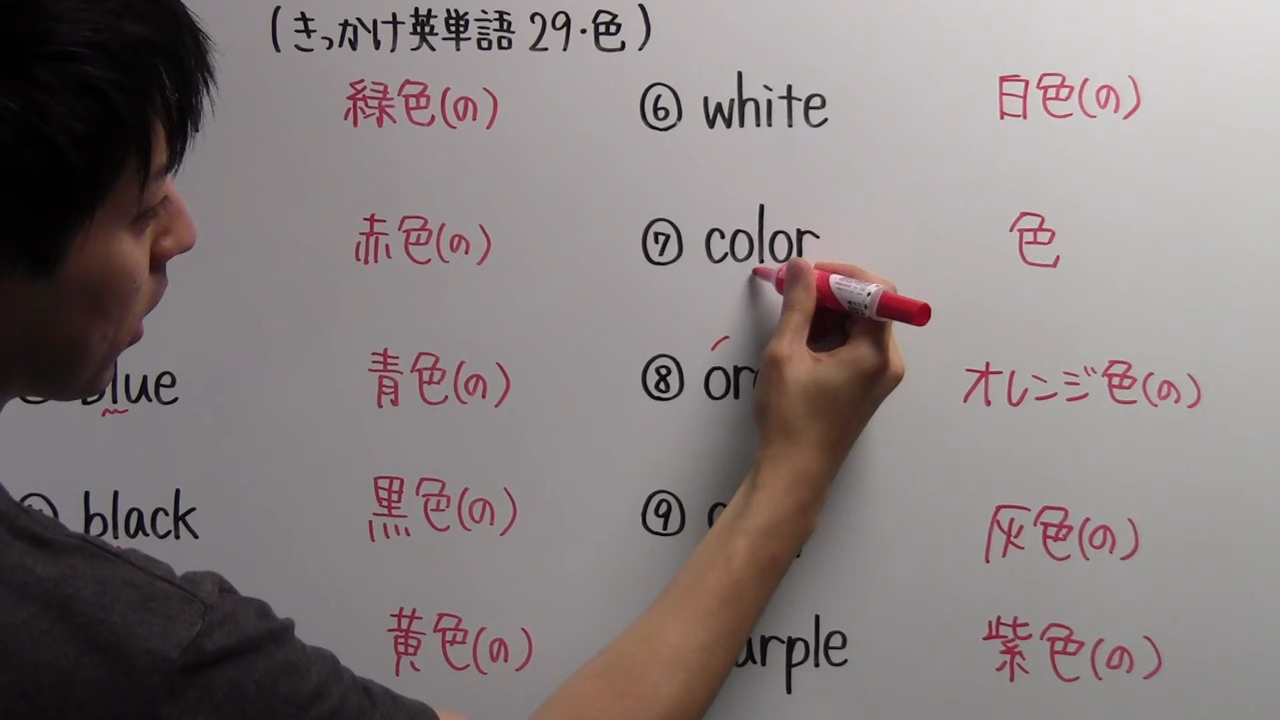 (きっかけ英単語 29・色)
緑色(の)
⑥ white 白色(の)
赤色(の)
⑦ color 色
blue 青色(の)
⑧ オレンジ色(の)
black 黒色(の)
⑨ 灰色(の)
黄色(の)
紫色(の)